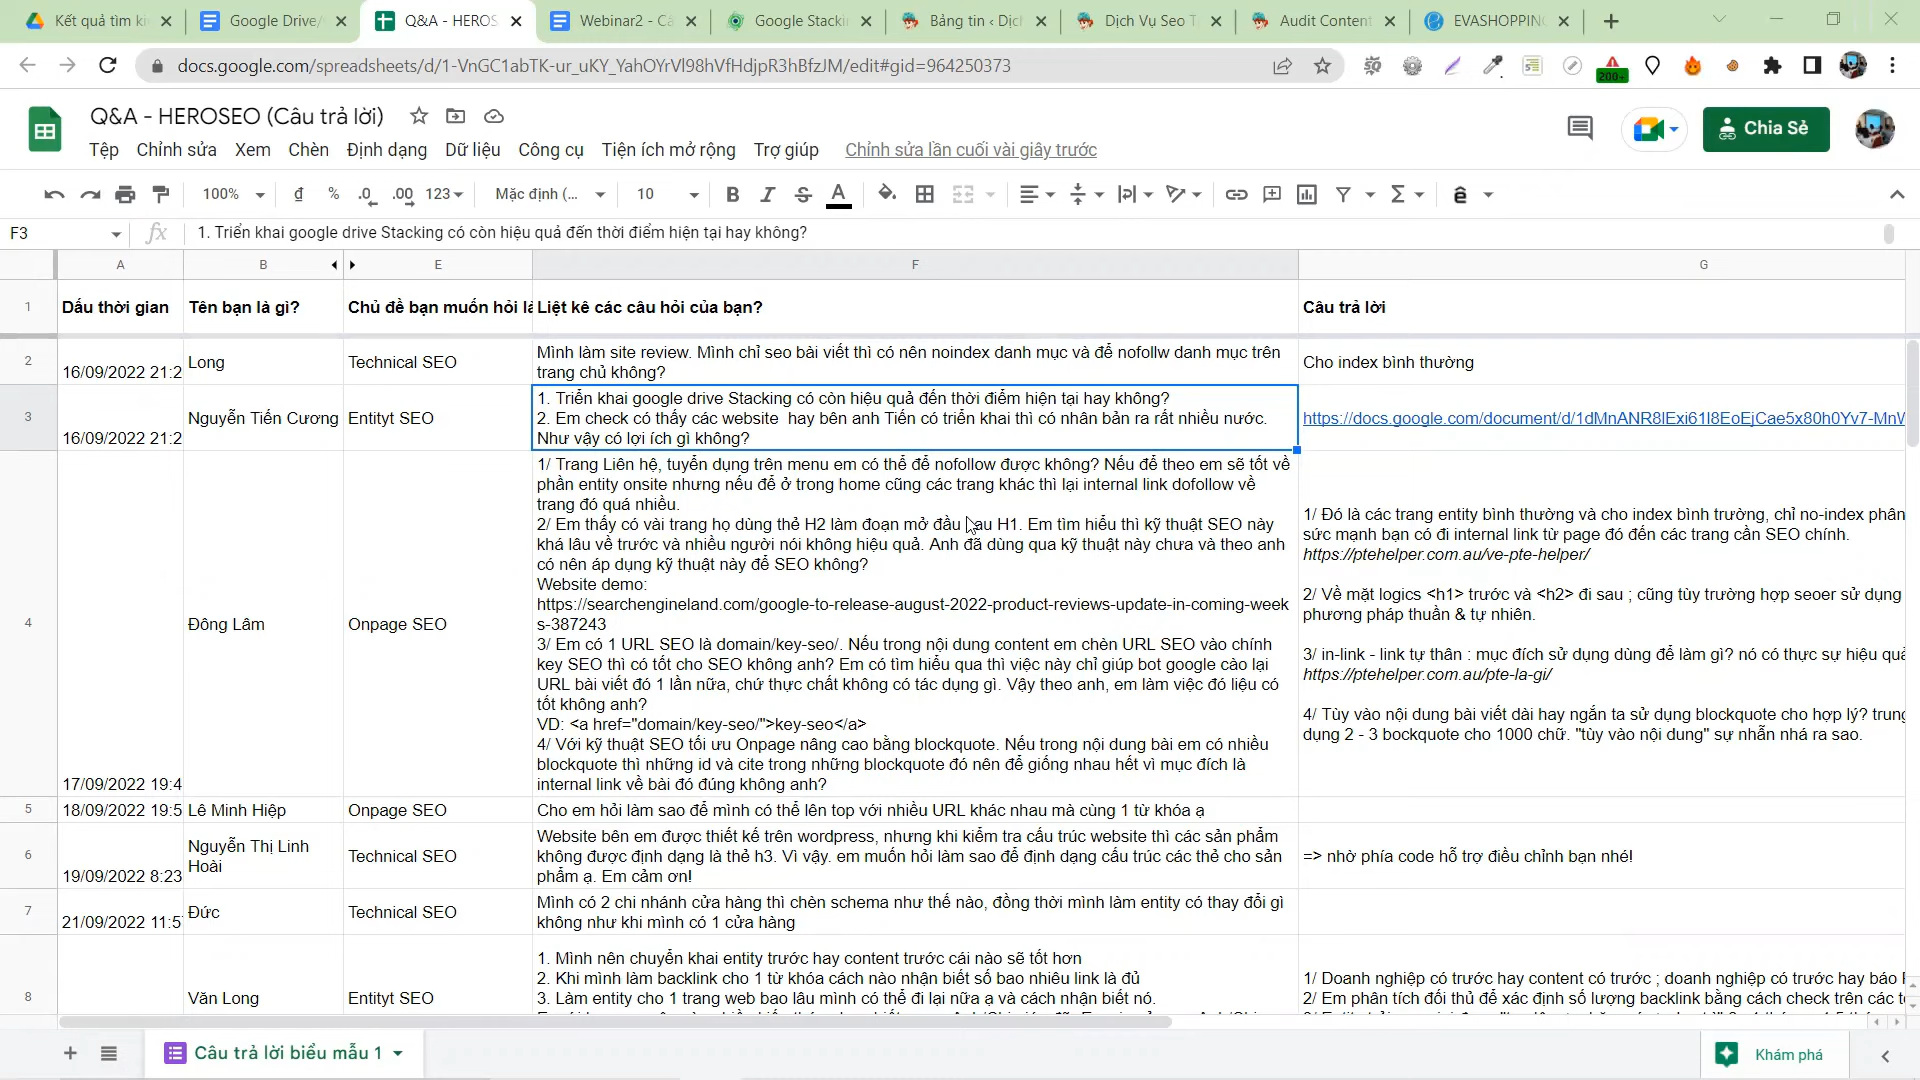 Kết quả tìm ki
Google Drive/
Q&A - HEROS
Webinar2 - Câ
Google Stacki
Bảng tin ‹ Dịc
Dịch Vụ Seo T
Audit Content
EVASHOPPING
docs.google.com/spreadsheets/d/1-VnGC1abTK-ur_uKY_YahOYrVl98hVfHdjpR3hBfzJM/edit#gid=964250373
200+
Q&A - HEROSEO (Câu trả lời)
Chia Sẻ
Tệp Chỉnh sửa Xem Chèn Định dạng Dữ liệu Công cụ Tiện ích mở rộng Trợ giúp Chỉnh sửa lần cuối vài giây trước
100% đ % .0 .00 123 Mặc định (... 10 B I S A
F3
fx
1. Triển khai google drive Stacking có còn hiệu quả đến thời điểm hiện tại hay không?
A B E F G
1 Dấu thời gian Tên bạn là gì? Chủ đề bạn muốn hỏi là Liệt kê các câu hỏi của bạn? Câu trả lời
2 16/09/2022 21:2 Long Technical SEO
Mình làm site review. Mình chỉ seo bài viết thì có nên noindex danh mục và để nofollw danh mục trên
trang chủ không?
Cho index bình thường
3 16/09/2022 21:2 Nguyễn Tiến Cương Entityt SEO
1. Triển khai google drive Stacking có còn hiệu quả đến thời điểm hiện tại hay không?
2. Em check có thấy các website  hay bên anh Tiến có triển khai thì có nhân bản ra rất nhiều nước.
Như vậy có lợi ích gì không?
https://docs.google.com/document/d/1dMnANR8lExi61I8EoEjCae5x80h0Yv7-MnW
4 17/09/2022 19:4 Đông Lâm Onpage SEO
1/ Trang Liên hệ, tuyển dụng trên menu em có thể để nofollow được không? Nếu để theo em sẽ tốt về
phần entity onsite nhưng nếu để ở trong home cũng các trang khác thì lại internal link dofollow về
trang đó quá nhiều.
2/ Em thấy có vài trang họ dùng thẻ H2 làm đoạn mở đầu sau H1. Em tìm hiểu thì kỹ thuật SEO này
khá lâu về trước và nhiều người nói không hiệu quả. Anh đã dùng qua kỹ thuật này chưa và theo anh
có nên áp dụng kỹ thuật này để SEO không?
Website demo:
https://searchengineland.com/google-to-release-august-2022-product-reviews-update-in-coming-week
s-387243
3/ Em có 1 URL SEO là domain/key-seo/. Nếu trong nội dung content em chèn URL SEO vào chính
key SEO thì có tốt cho SEO không anh? Em có tìm hiểu qua thì việc này chỉ giúp bot google cào lại
URL bài viết đó 1 lần nữa, chứ thực chất không có tác dụng gì. Vậy theo anh, em làm việc đó liệu có
tốt không anh?
VD: <a href="domain/key-seo/">key-seo</a>
4/ Với kỹ thuật SEO tối ưu Onpage nâng cao bằng blockquote. Nếu trong nội dung bài em có nhiều
blockquote thì những id và cite trong những blockquote đó nên để giống nhau hết vì mục đích là
internal link về bài đó đúng không anh?
1/ Đó là các trang entity bình thường và cho index bình trường, chỉ no-index phân
sức mạnh bạn có đi internal link từ page đó đến các trang cần SEO chính.
https://ptehelper.com.au/ve-pte-helper/
2/ Về mặt logics <h1> trước và <h2> đi sau ; cũng tùy trường hợp seoer sử dụng
phương pháp thuần & tự nhiên.
3/ in-link - link tự thân : mục đích sử dụng dùng để làm gì? nó có thực sự hiệu quả
https://ptehelper.com.au/pte-la-gi/
4/ Tùy vào nội dung bài viết dài hay ngắn ta sử dụng blockquote cho hợp lý? trung
dụng 2 - 3 bockquote cho 1000 chữ. "tùy vào nội dung" sự nhẫn nhá ra sao.
5 18/09/2022 19:5 Lê Minh Hiệp Onpage SEO Cho em hỏi làm sao để mình có thể lên top với nhiều URL khác nhau mà cùng 1 từ khóa ạ
6 19/09/2022 8:23 Nguyễn Thị Linh Hoài Technical SEO
Website bên em được thiết kế trên wordpress, nhưng khi kiểm tra cấu trúc website thì các sản phẩm
không được định dạng là thẻ h3. Vì vậy. em muốn hỏi làm sao để định dạng cấu trúc các thẻ cho sản
phẩm ạ. Em cảm ơn!
=> nhờ phía code hỗ trợ điều chỉnh bạn nhé!
7 21/09/2022 11:5 Đức Technical SEO
Mình có 2 chi nhánh cửa hàng thì chèn schema như thế nào, đồng thời mình làm entity có thay đổi gì
không như khi mình có 1 cửa hàng
8 Văn Long Entityt SEO
1. Mình nên chuyển khai entity trước hay content trước cái nào sẽ tốt hơn
2. Khi mình làm backlink cho 1 từ khóa cách nào nhận biết số bao nhiêu link là đủ
3. Làm entity cho 1 trang web bao lâu mình có thể đi lại nữa ạ và cách nhận biết nó.
1/ Doanh nghiệp có trước hay content có trước ; doanh nghiệp có trước hay báo
2/ Em phân tích đối thủ để xác định số lượng backlink bằng cách check trên các
Câu trả lời biểu mẫu 1
Khám phá